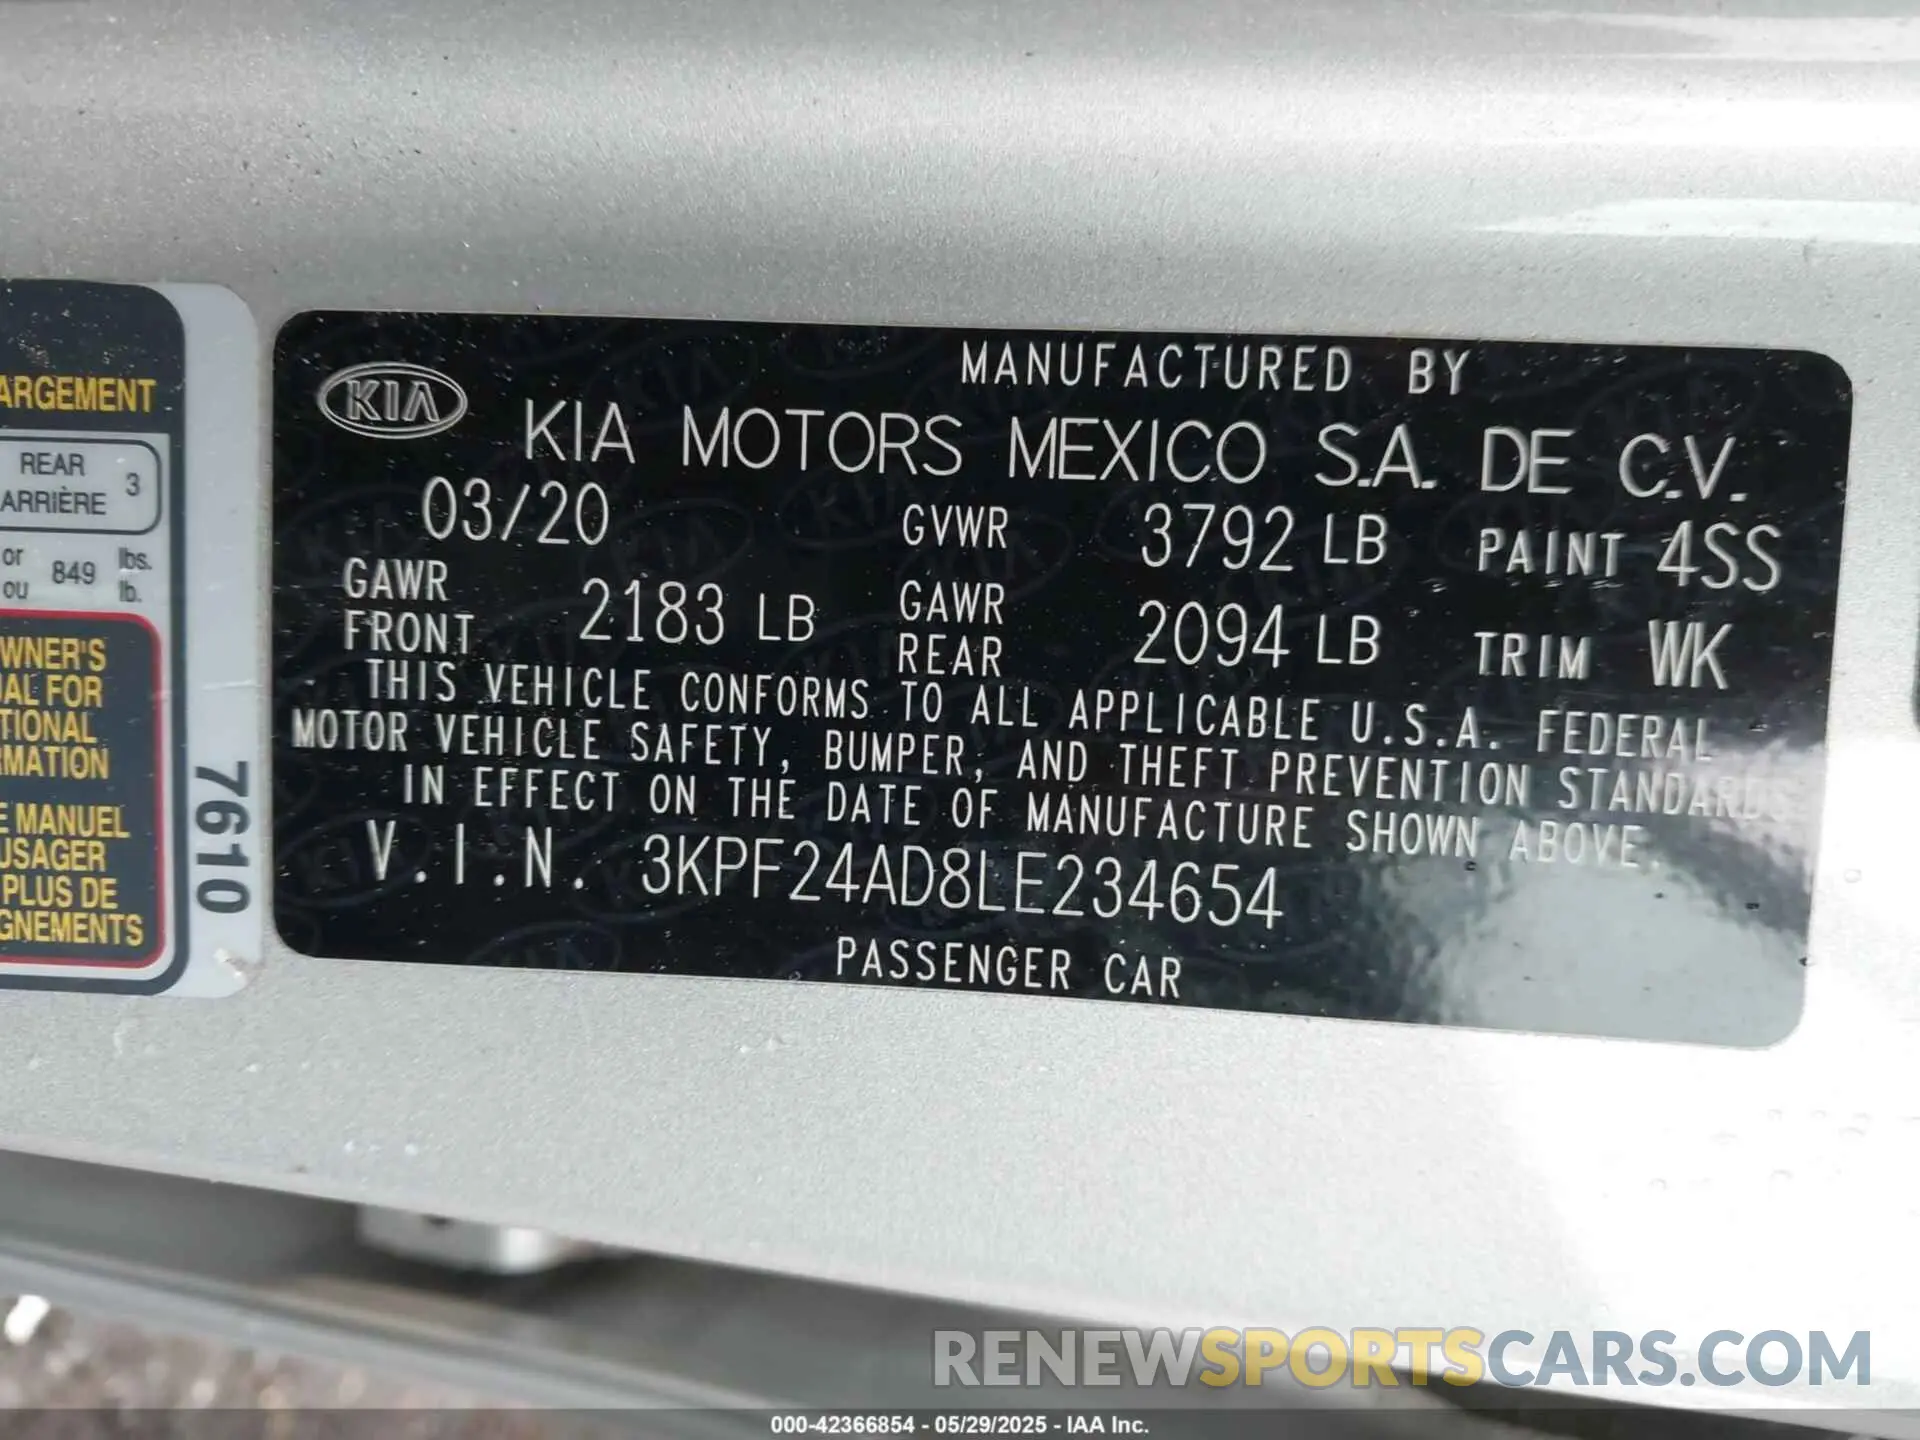 ARGEMENT
REAR 3
ARRIÈRE
or 849 lbs.
ou lb.
WNER'S
AL FOR
TIONAL
MATION
E MANUEL
USAGER
PLUS DE
GNEMENTS
7610
MANUFACTURED BY
KIA KIA MOTORS MEXICO S.A. DE C.V.
03/20 GVWR 3792 LB PAINT 4SS
GAWR FRONT 2183 LB GAWR REAR 2094 LB TRIM WK
THIS VEHICLE CONFORMS TO ALL APPLICABLE U.S.A. FEDERAL
MOTOR VEHICLE SAFETY, BUMPER, AND THEFT PREVENTION STANDARDS
IN EFFECT ON THE DATE OF MANUFACTURE SHOWN ABOVE.
V.I.N. 3KPF24AD8LE234654
PASSENGER CAR
RENEWSPORTSCARS.COM
000-42366854 - 05/29/2025 - IAA Inc.